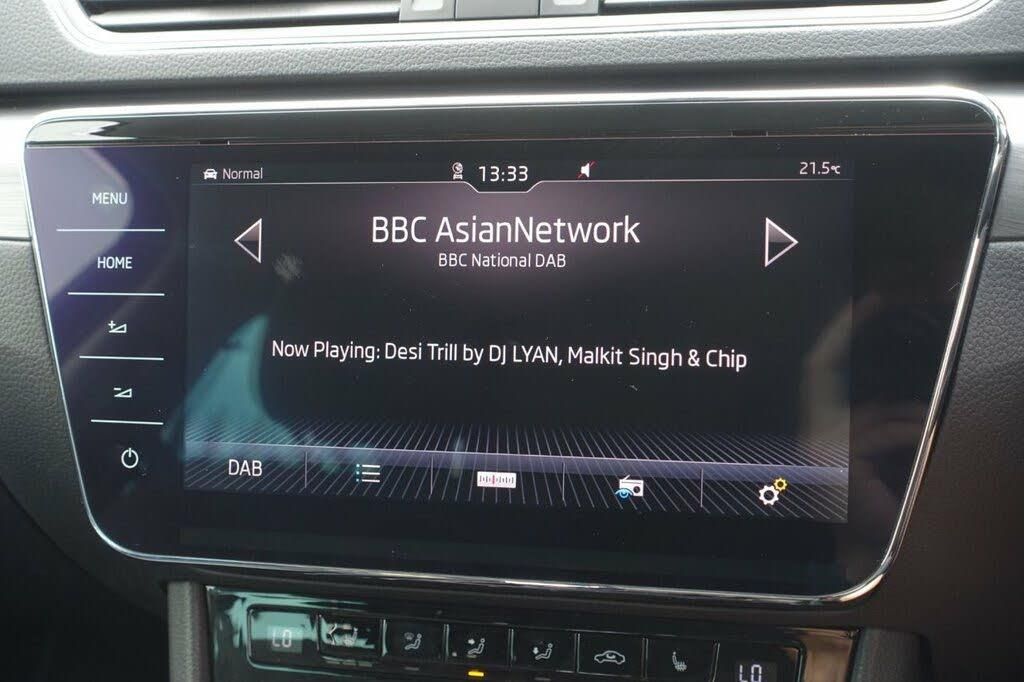 Normal 13:33 21.5°C
MENU
BBC AsianNetwork
HOME
BBC National DAB
Now Playing: Desi Trill by DJ LYAN, Malkit Singh & Chip
DAB
LO LO